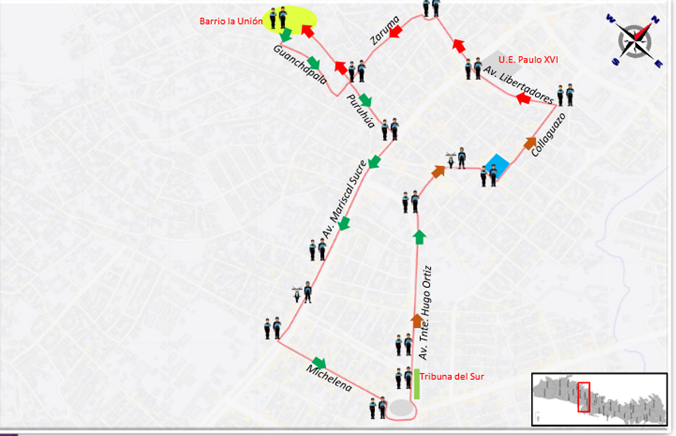 Barrio la Unión
Guanchapala
Puruhúa
Zaruma
U.E. Paulo XVI
Av. Libertadores
Collaguazo
Av. Mariscal Sucre
Av. Tnte. Hugo Ortiz
Tribuna del Sur
Michelena
W
N
S
E